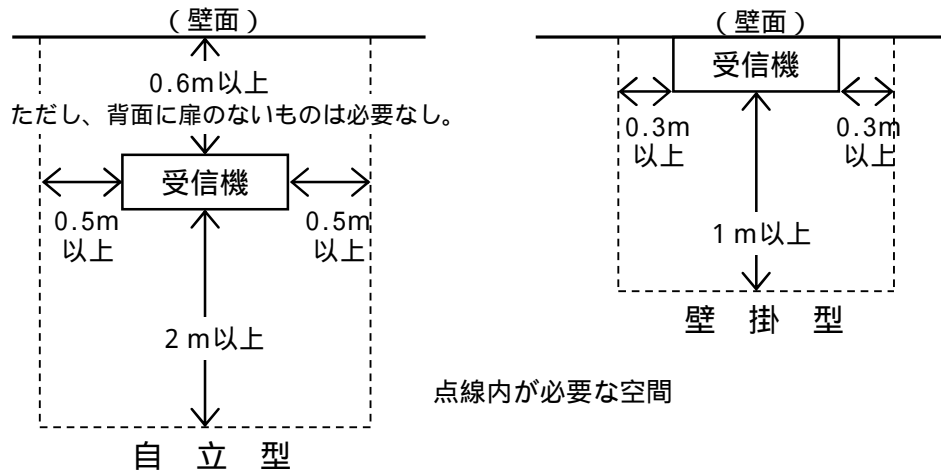 (壁面)
0.6m以上
ただし、背面に扉のないものは必要なし。
受信機
0.5m
以上
0.5m
以上
2 m以上
自 立 型
(壁面)
受信機
0.3m
以上
0.3m
以上
1 m以上
壁 掛 型
点線内が必要な空間